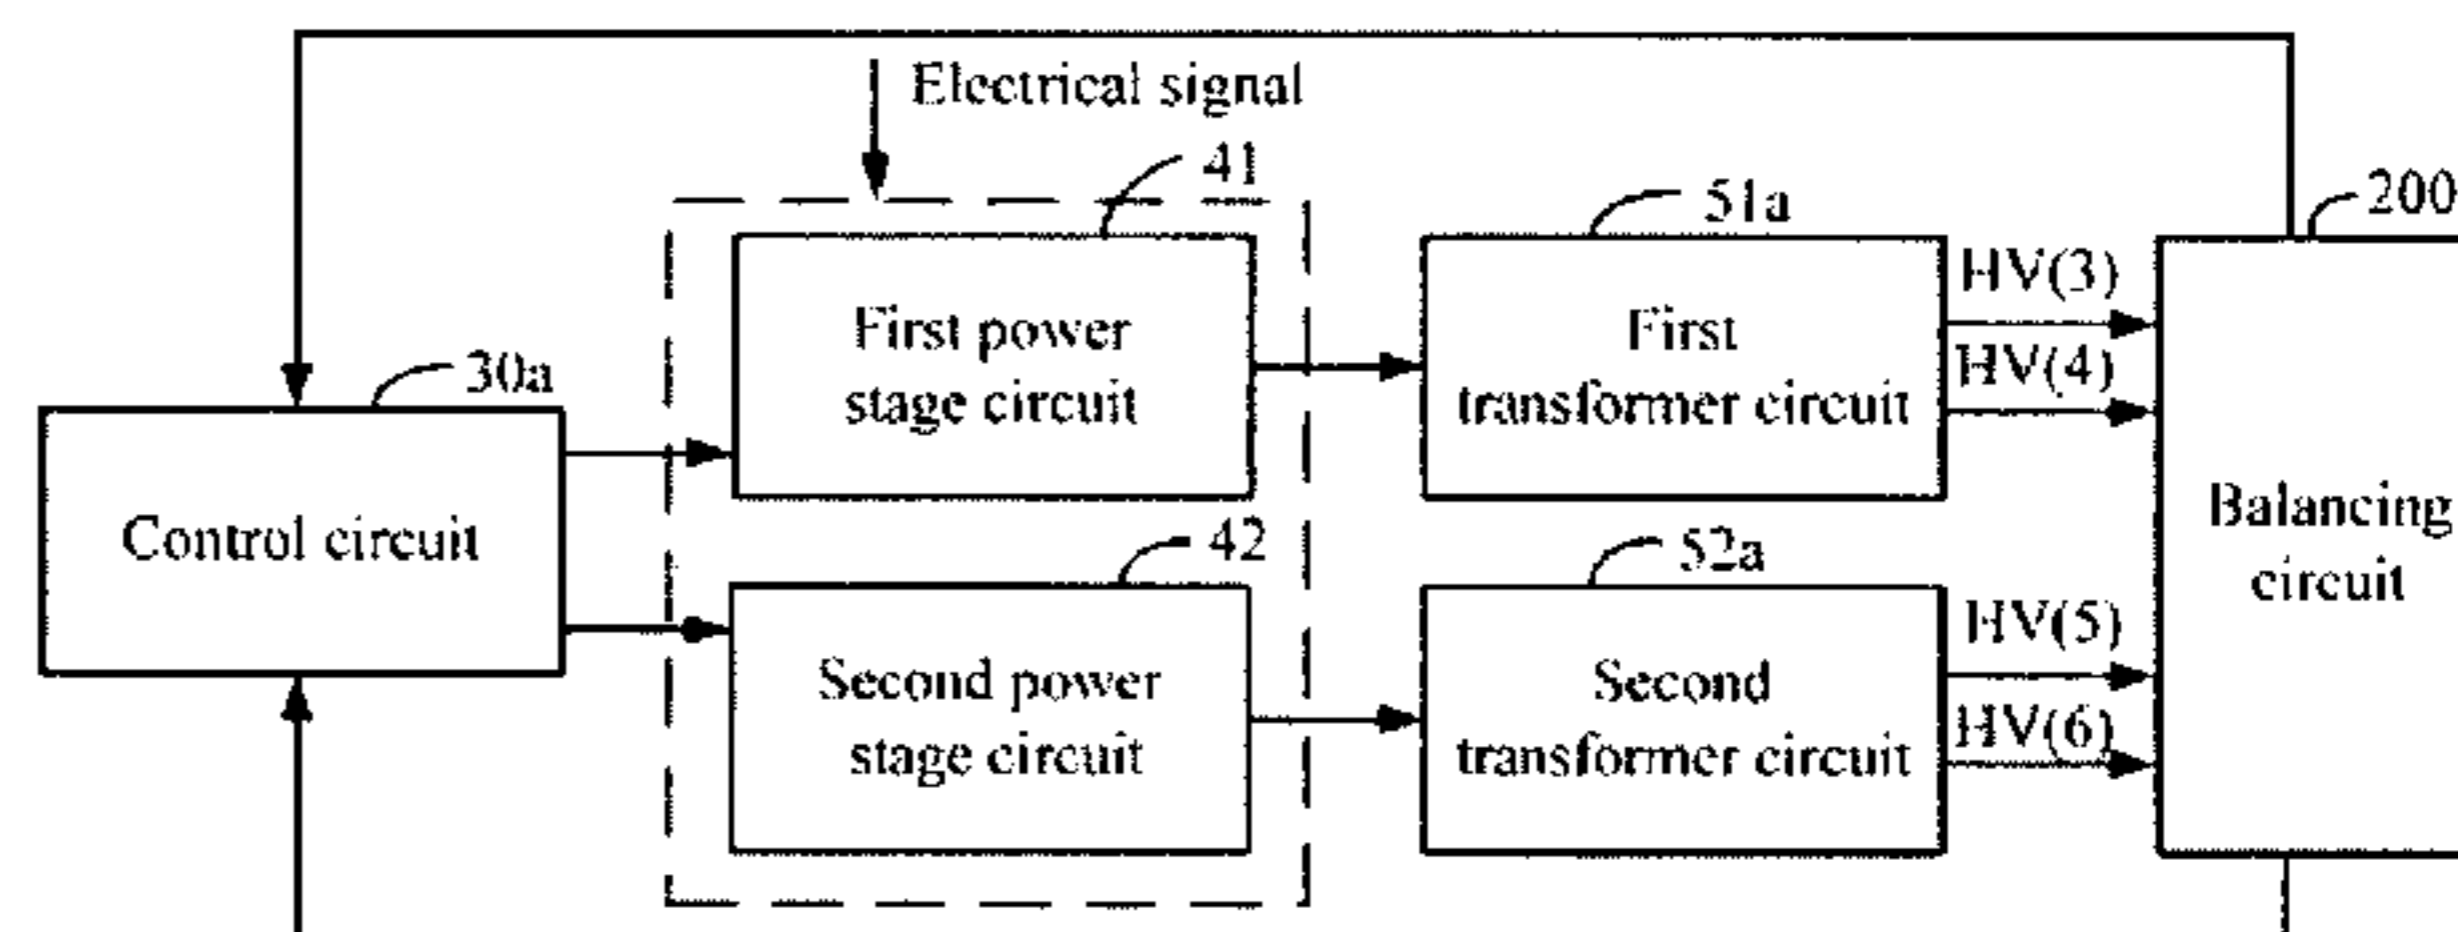 Electrical signal
41
51a
200
HV(3)
First power
stage circuit
First
transformer circuit
HV(4)
30a
Control circuit
Balancing
circuit
42
52a
HV(5)
Second power
stage circuit
Second
transformer circuit
HV(6)